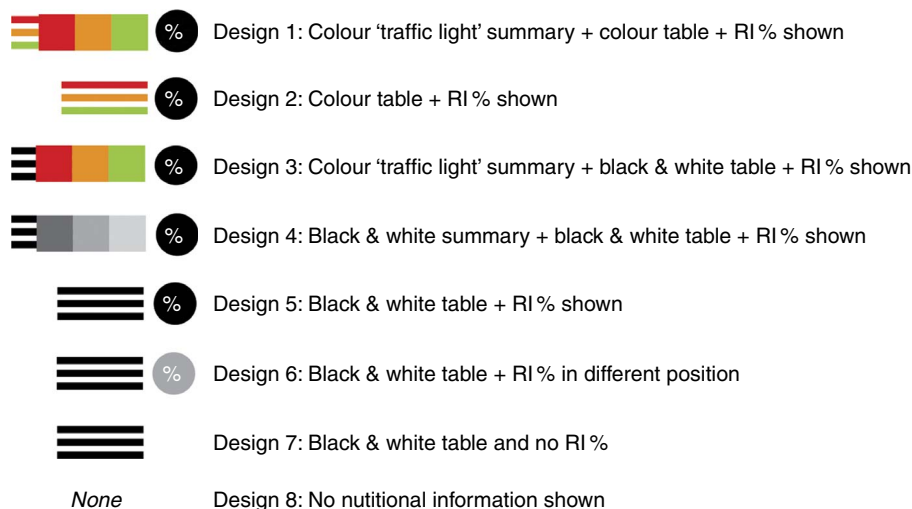 % Design 1: Colour ‘traffic light’ summary + colour table + RI % shown
% Design 2: Colour table + RI % shown
% Design 3: Colour ‘traffic light’ summary + black & white table + RI % shown
% Design 4: Black & white summary + black & white table + RI % shown
% Design 5: Black & white table + RI % shown
% Design 6: Black & white table + RI % in different position
Design 7: Black & white table and no RI %
None Design 8: No nutitional information shown